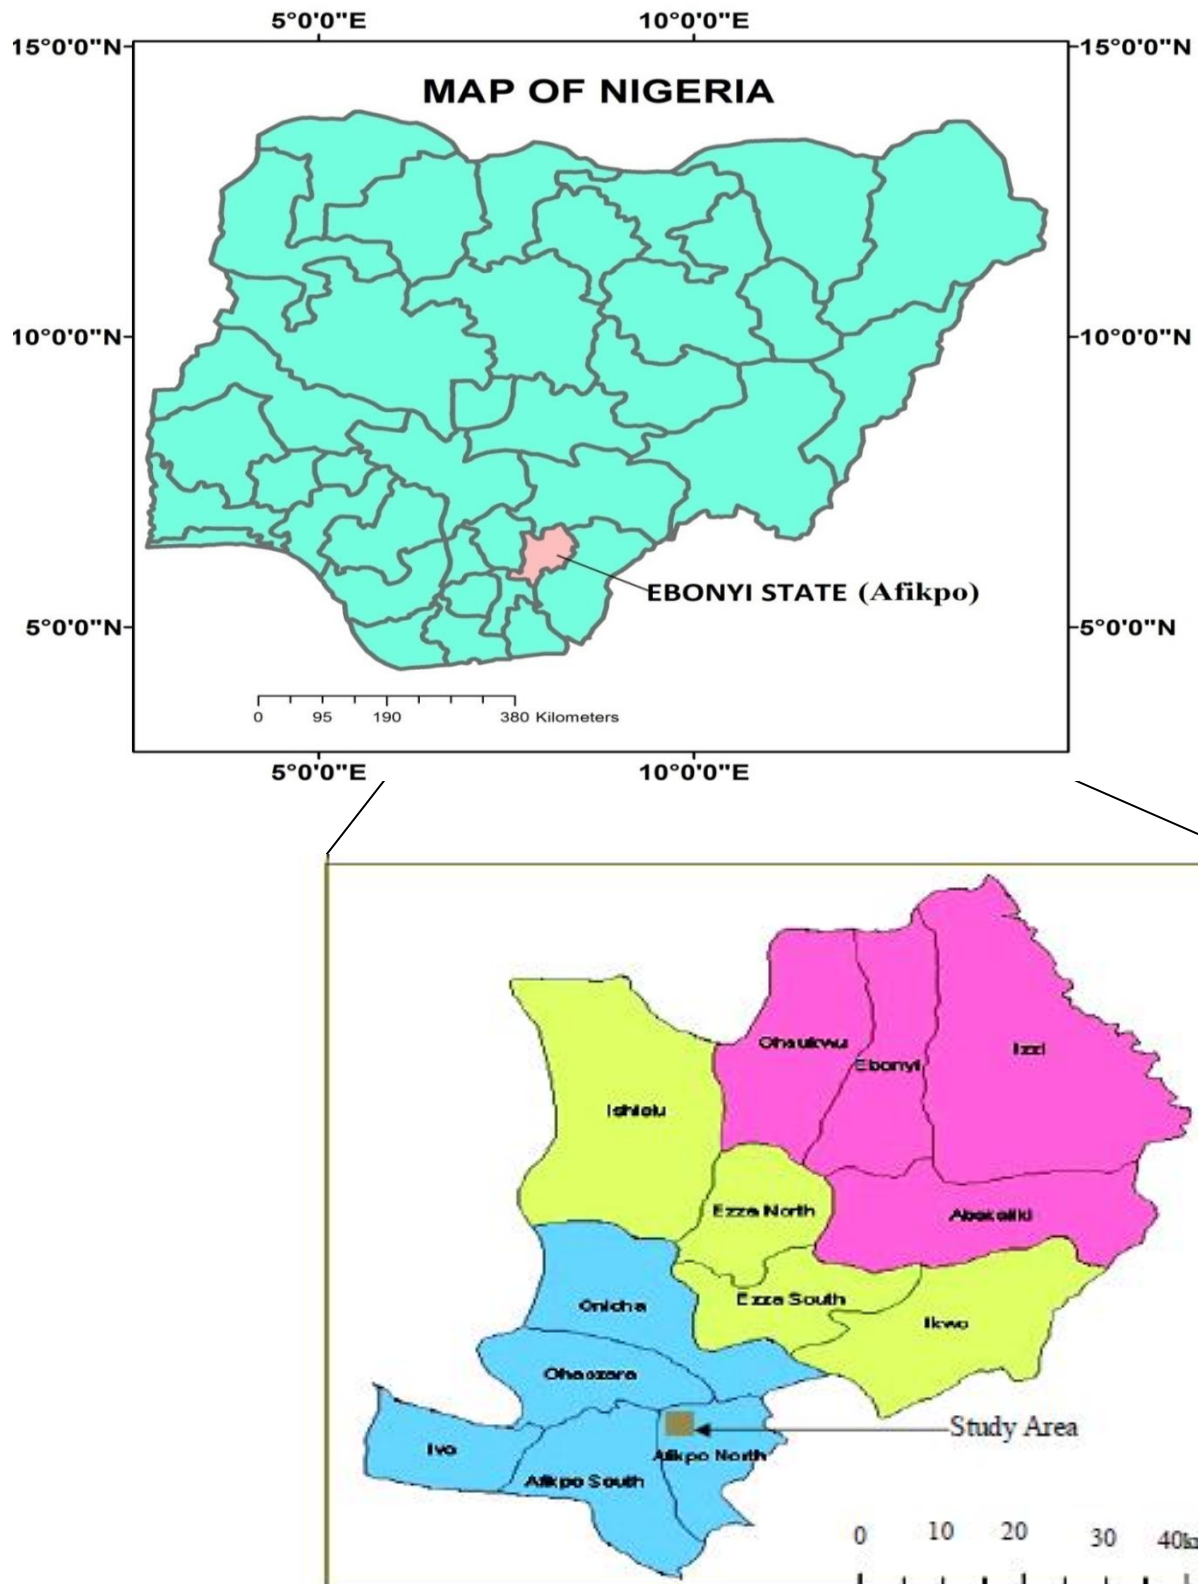 5°0'0"E 10°0'0"E
15°0'0"N 15°0'0"N
MAP OF NIGERIA
10°0'0"N 10°0'0"N
EBONYI STATE (Afikpo)
5°0'0"N 5°0'0"N
0 95 190 380 Kilometers
5°0'0"E 10°0'0"E
Ohaukwu
Izzi
Ebonyi
Ishielu
Ezza North
Abakaliki
Ezza South
Onicha
Ikwo
Ohaozara
Study Area
Ivo
Afikpo North
Afikpo South
0 10 20 30 40k